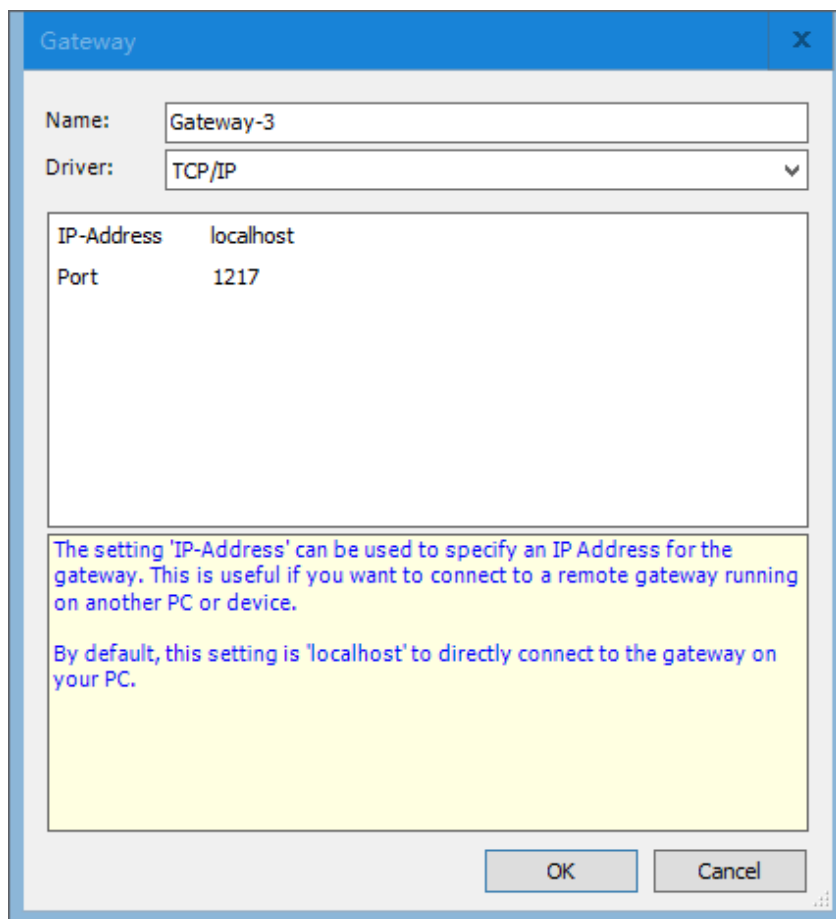 Gateway
Name: Gateway-3
Driver: TCP/IP
IP-Address localhost
Port 1217
The setting 'IP-Address' can be used to specify an IP Address for the
gateway. This is useful if you want to connect to a remote gateway running
on another PC or device.
By default, this setting is 'localhost' to directly connect to the gateway on
your PC.
OK Cancel